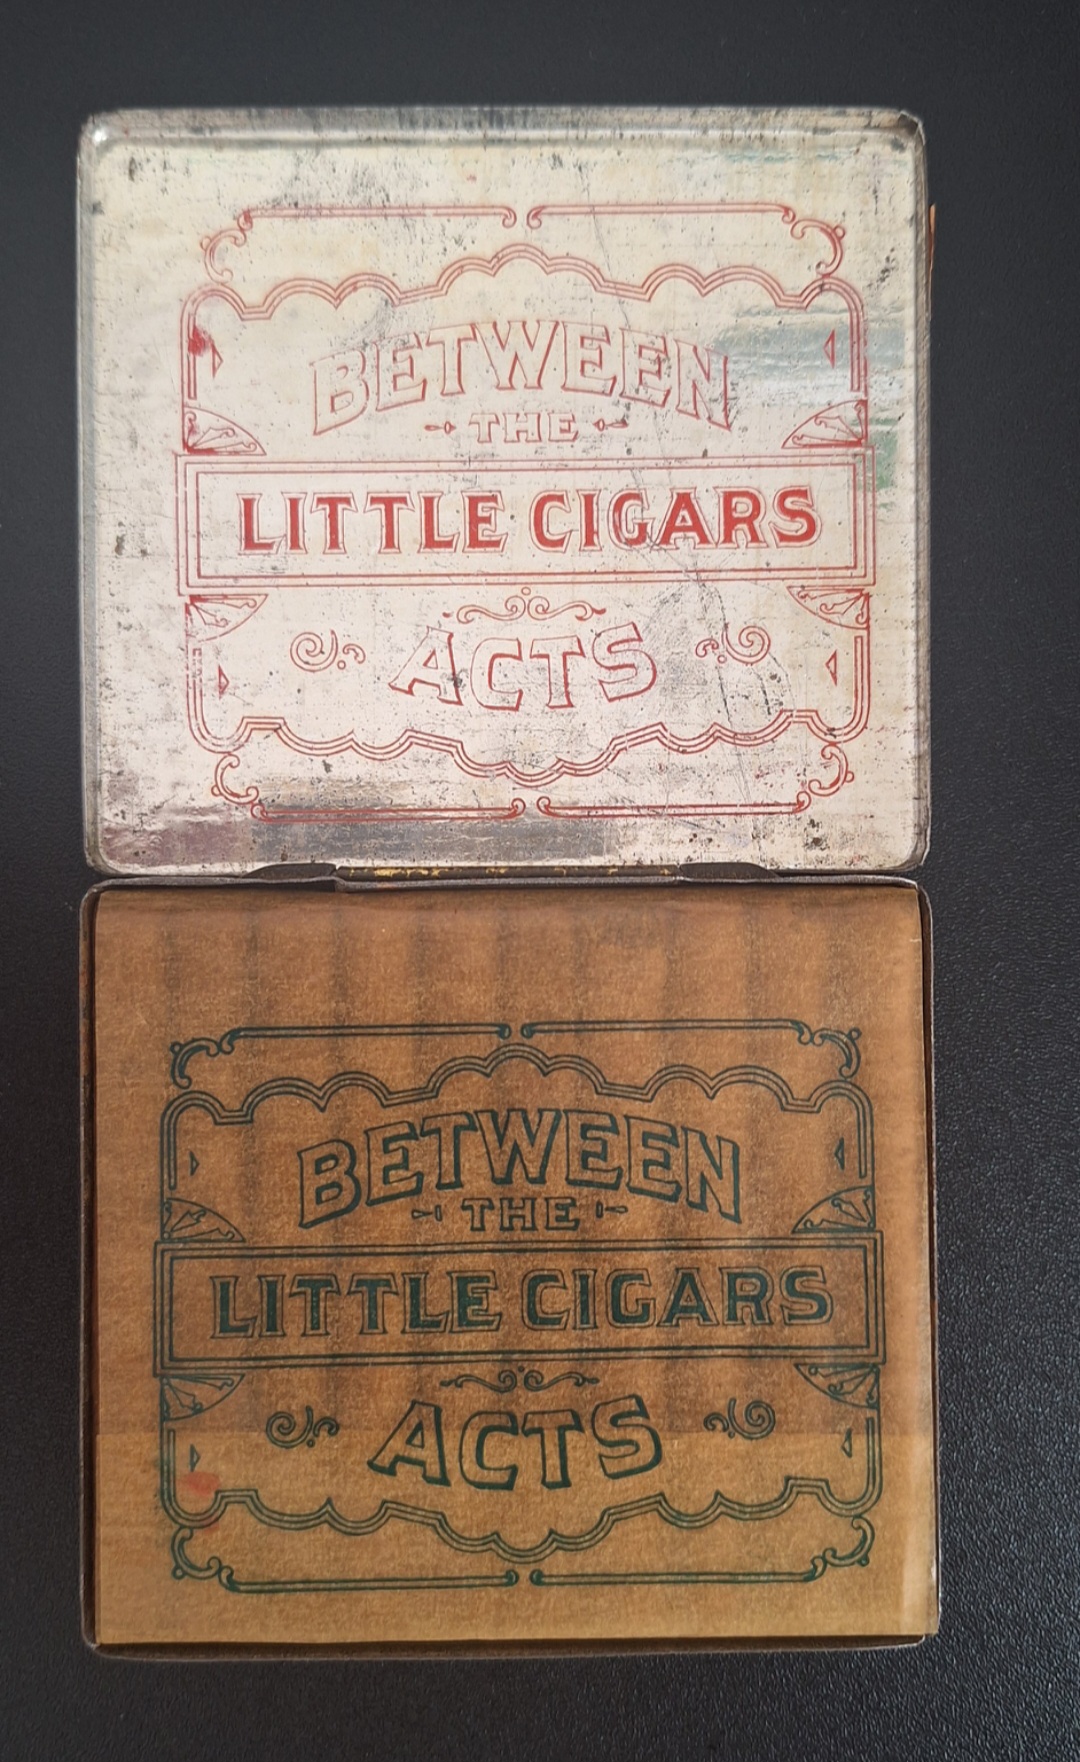 BETWEEN
THE
LITTLE CIGARS
ACTS
BETWEEN
THE
LITTLE CIGARS
ACTS